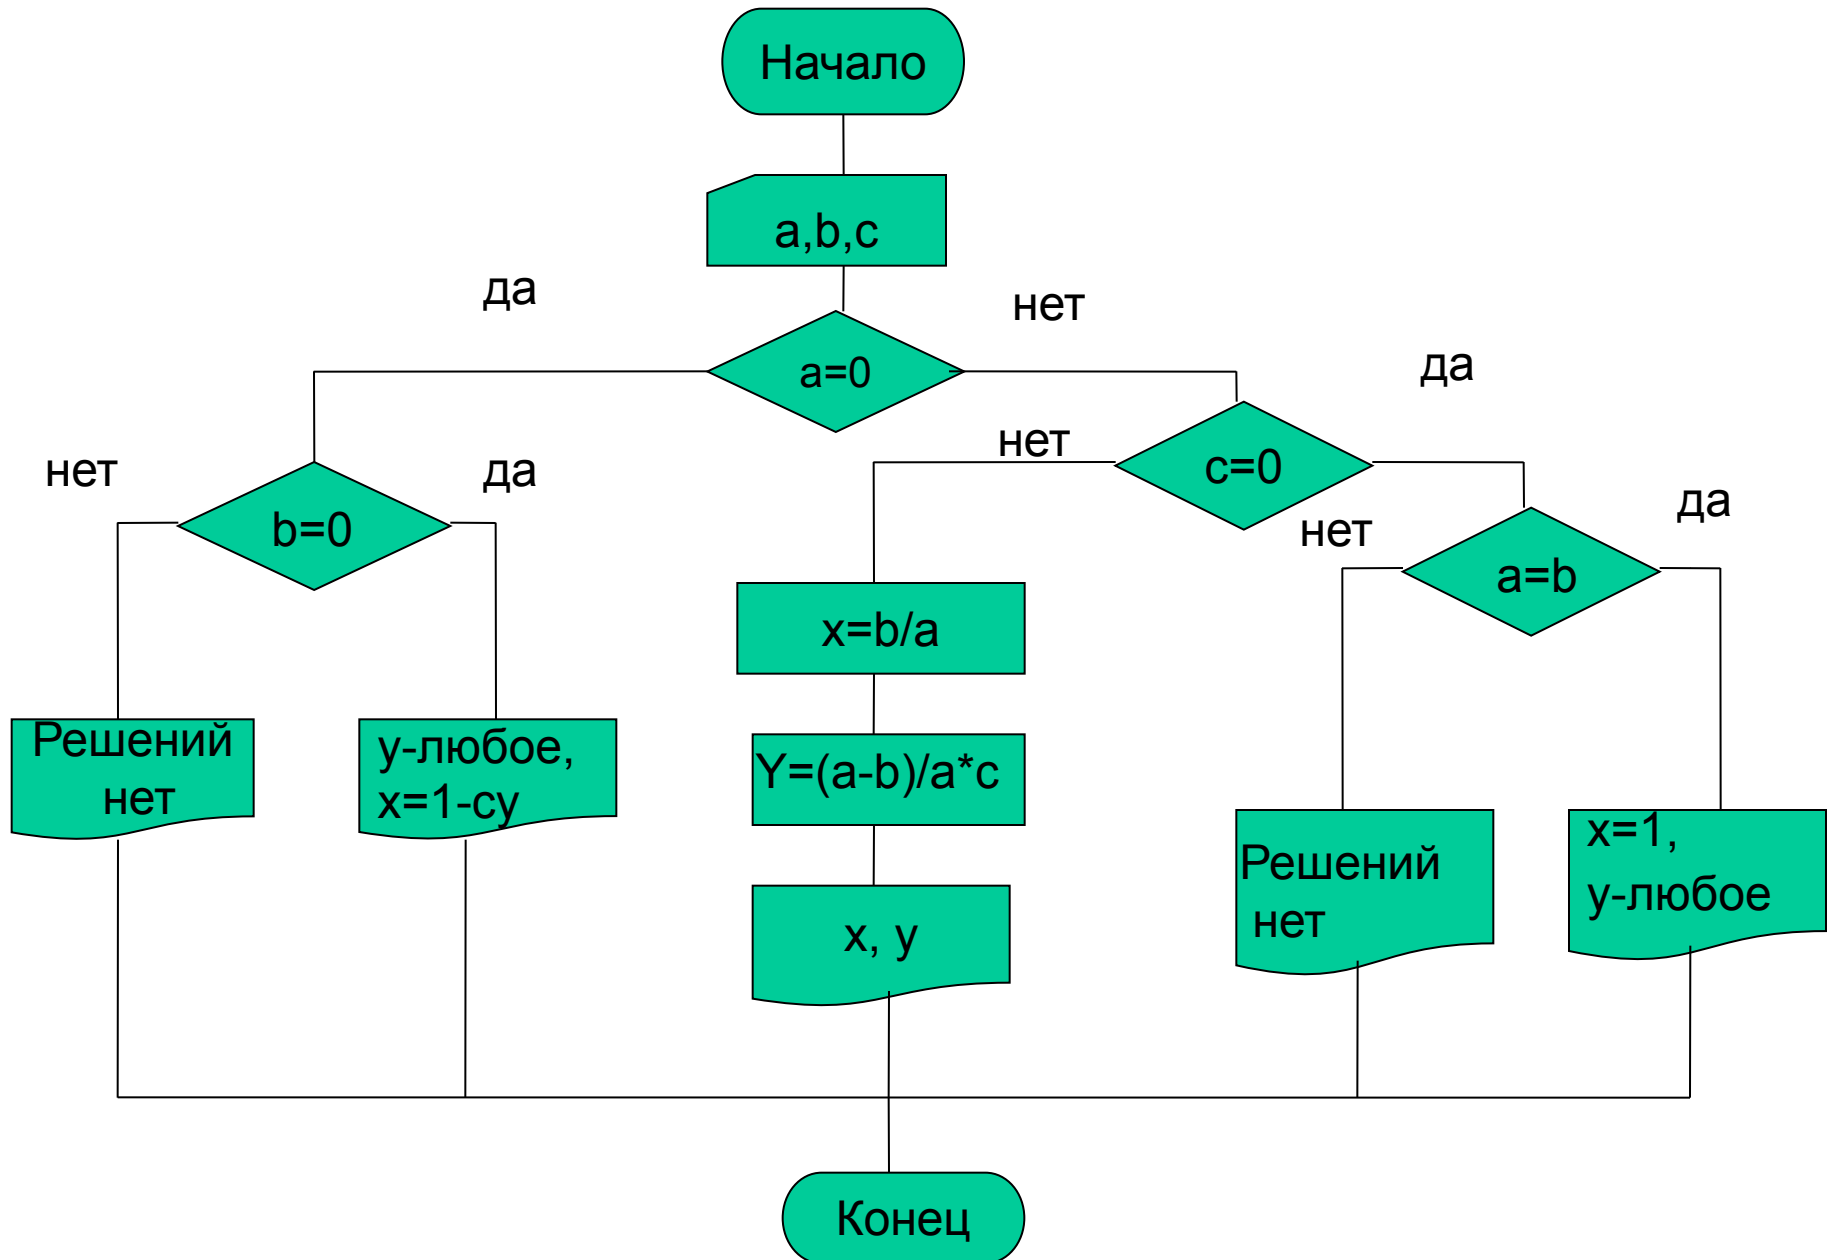 Начало
a,b,c
да
нет
a=0
да
нет
c=0
нет
да
b=0
да
нет
a=b
x=b/a
Решений
нет
у-любое,
x=1-cy
Y=(a-b)/a*c
x=1,
у-любое
Решений
нет
x, y
Конец